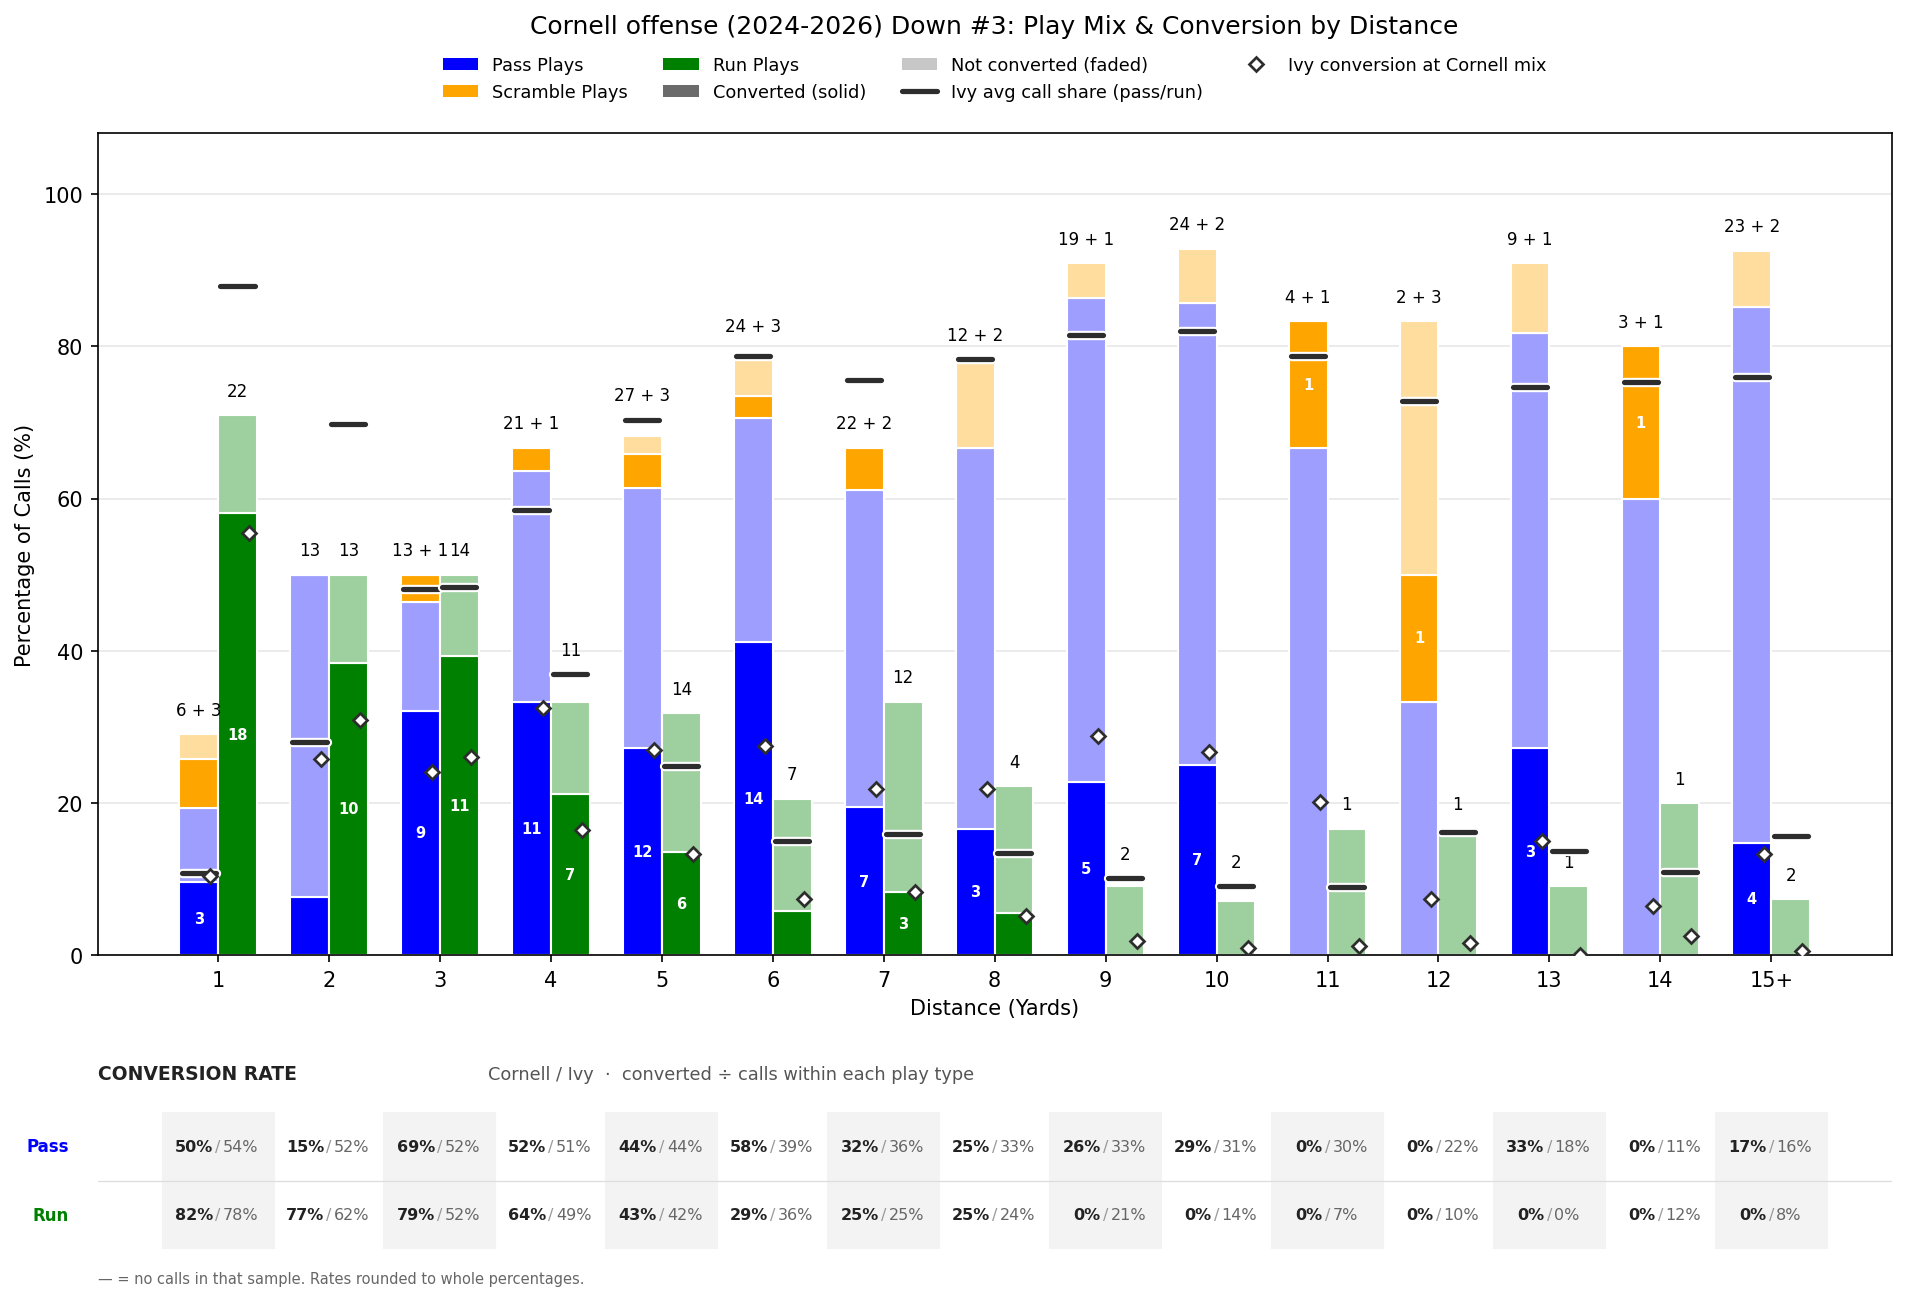 Cornell offense (2024-2026) Down #3: Play Mix & Conversion by Distance
Pass Plays
Scramble Plays
Run Plays
Converted (solid)
Not converted (faded)
Ivy avg call share (pass/run)
Ivy conversion at Cornell mix
Percentage of Calls (%)
100
80
60
40
20
0
6 + 3 22
13 13
13 + 1 14
21 + 1 11
27 + 3 14
24 + 3 7
22 + 2 12
12 + 2 4
19 + 1 2
24 + 2 2
4 + 1 1
2 + 3 1
9 + 1 1
3 + 1 1
23 + 2 2
3 18
10
9 11
11 7
12 6
14
7 3
3
5
7
1
1
3
1
4
1 2 3 4 5 6 7 8 9 10 11 12 13 14 15+
Distance (Yards)
CONVERSION RATE Cornell / Ivy · converted ÷ calls within each play type
Pass 50% / 54% 15% / 52% 69% / 52% 52% / 51% 44% / 44% 58% / 39% 32% / 36% 25% / 33% 26% / 33% 29% / 31% 0% / 30% 0% / 22% 33% / 18% 0% / 11% 17% / 16%
Run 82% / 78% 77% / 62% 79% / 52% 64% / 49% 43% / 42% 29% / 36% 25% / 25% 25% / 24% 0% / 21% 0% / 14% 0% / 7% 0% / 10% 0% / 0% 0% / 12% 0% / 8%
— = no calls in that sample. Rates rounded to whole percentages.